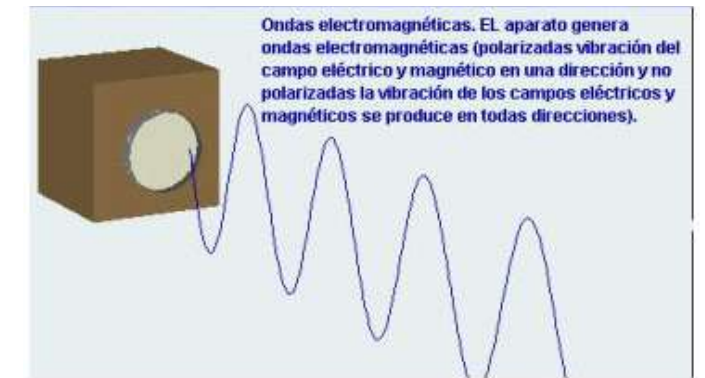 Ondas electromagnéticas. EL aparato genera
ondas electromagnéticas (polarizadas vibración del
campo eléctrico y magnético en una dirección y no
polarizadas la vibración de los campos eléctricos y
magnéticos se produce en todas direcciones).